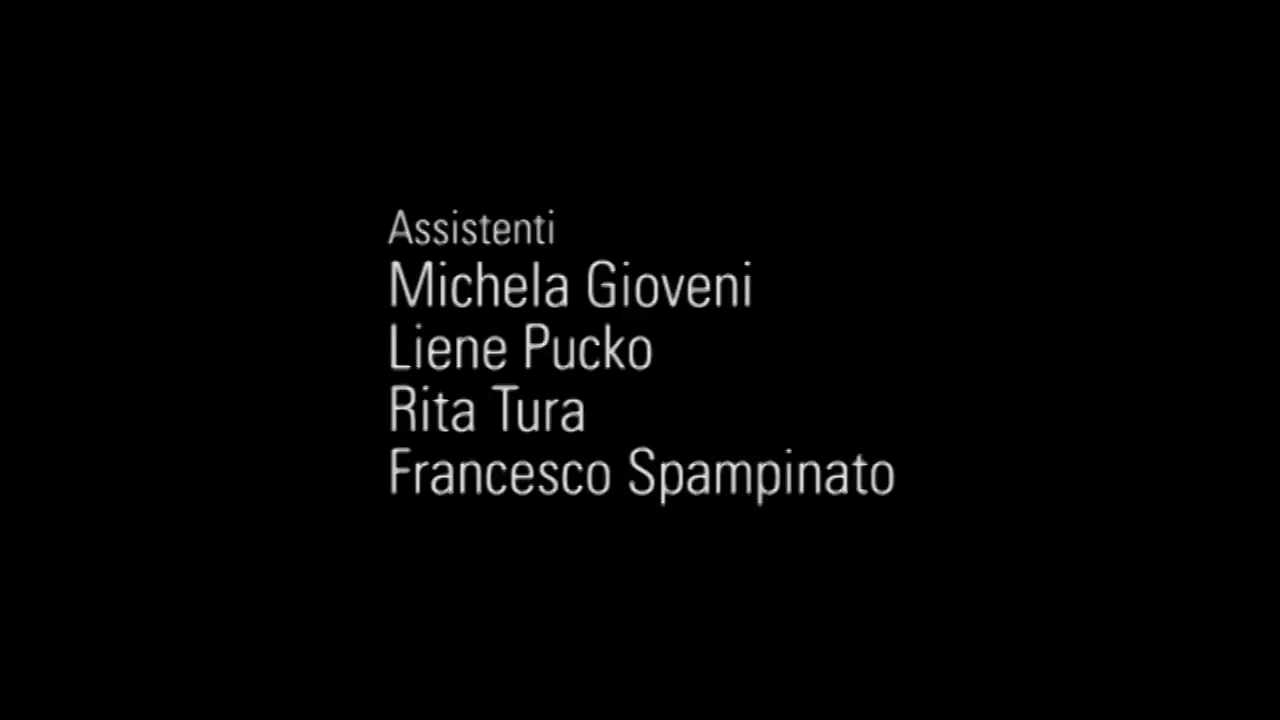 Assistenti
Michela Gioveni
Liene Pucko
Rita Tura
Francesco Spampinato